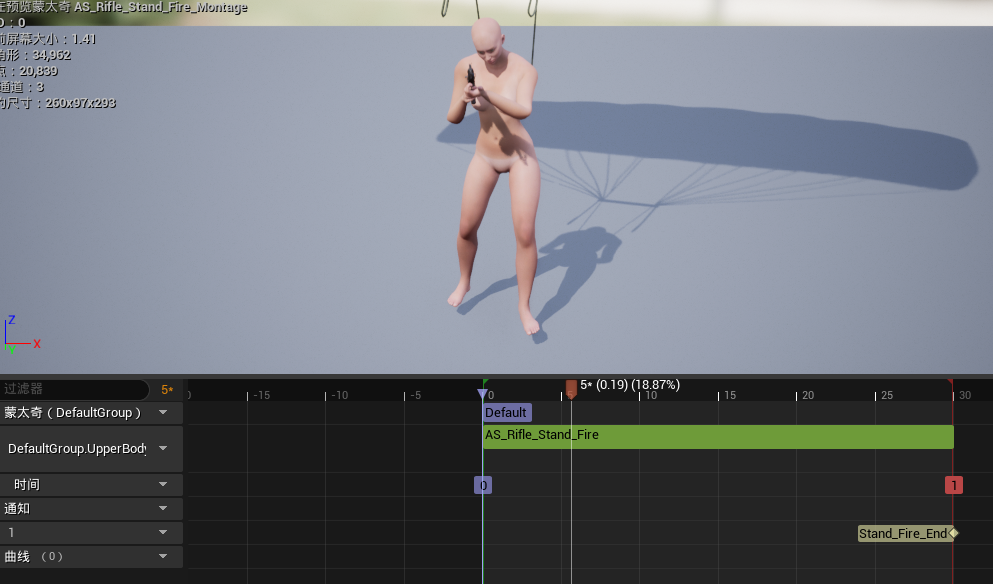 预览蒙太奇 AS_Rifle_Stand_Fire_Montage
D：0
前屏幕大小：1.41
角形：34,962
点：20,839
通道：3
的尺寸：260x97x293
Z
X
Y
过滤器 5*
-15 -10 -5 0 5 10 15 20 25 30
5* (0.19) (18.87%)
蒙太奇（DefaultGroup）
Default
DefaultGroup.UpperBody
AS_Rifle_Stand_Fire
时间
0 1
通知
1
Stand_Fire_End
曲线 （0）